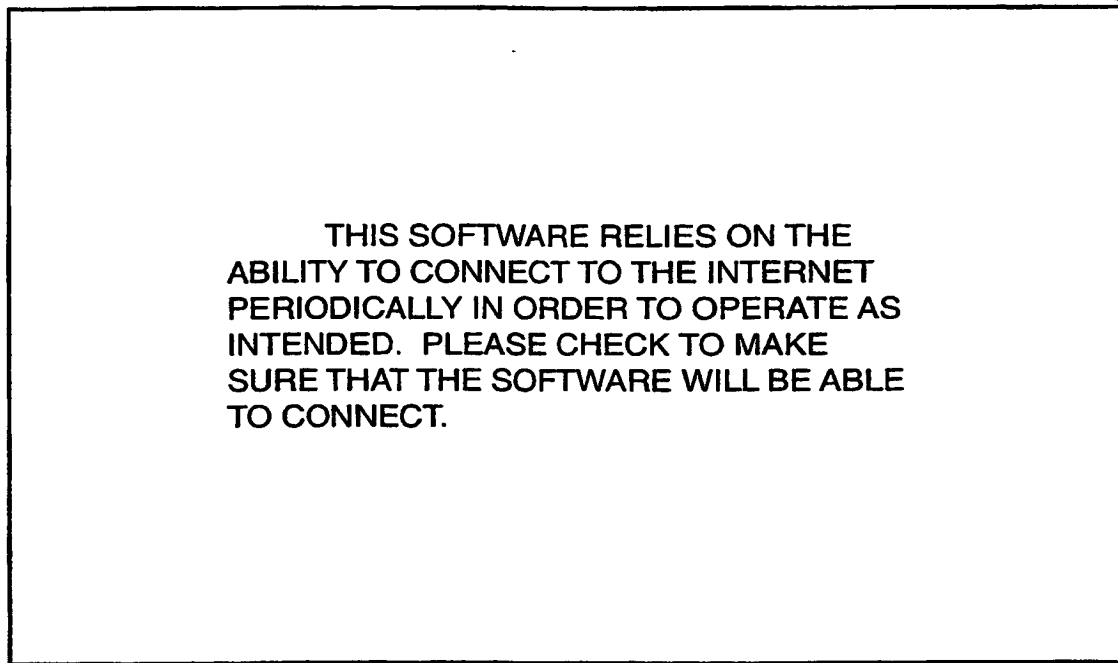 THIS SOFTWARE RELIES ON THE
ABILITY TO CONNECT TO THE INTERNET
PERIODICALLY IN ORDER TO OPERATE AS
INTENDED. PLEASE CHECK TO MAKE
SURE THAT THE SOFTWARE WILL BE ABLE
TO CONNECT.